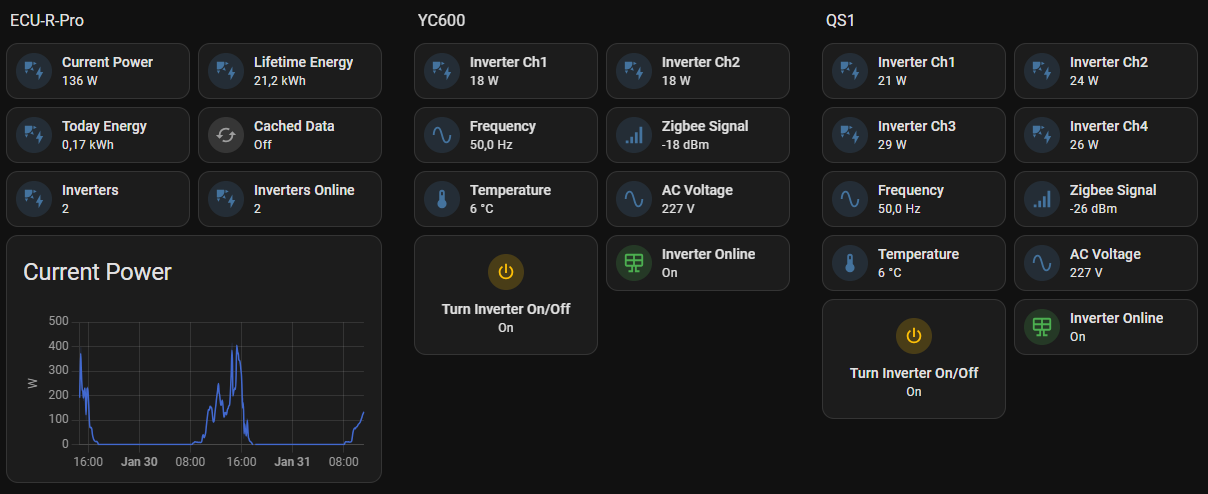 ECU-R-Pro
Current Power
136 W
Lifetime Energy
21,2 kWh
Today Energy
0,17 kWh
Cached Data
Off
Inverters
2
Inverters Online
2
Current Power
500
400
300
200
100
0
W
16:00
Jan 30
08:00
16:00
Jan 31
08:00
YC600
Inverter Ch1
18 W
Inverter Ch2
18 W
Frequency
50,0 Hz
Zigbee Signal
-18 dBm
Temperature
6 °C
AC Voltage
227 V
Turn Inverter On/Off
On
Inverter Online
On
QS1
Inverter Ch1
21 W
Inverter Ch2
24 W
Inverter Ch3
29 W
Inverter Ch4
26 W
Frequency
50,0 Hz
Zigbee Signal
-26 dBm
Temperature
6 °C
AC Voltage
227 V
Turn Inverter On/Off
On
Inverter Online
On